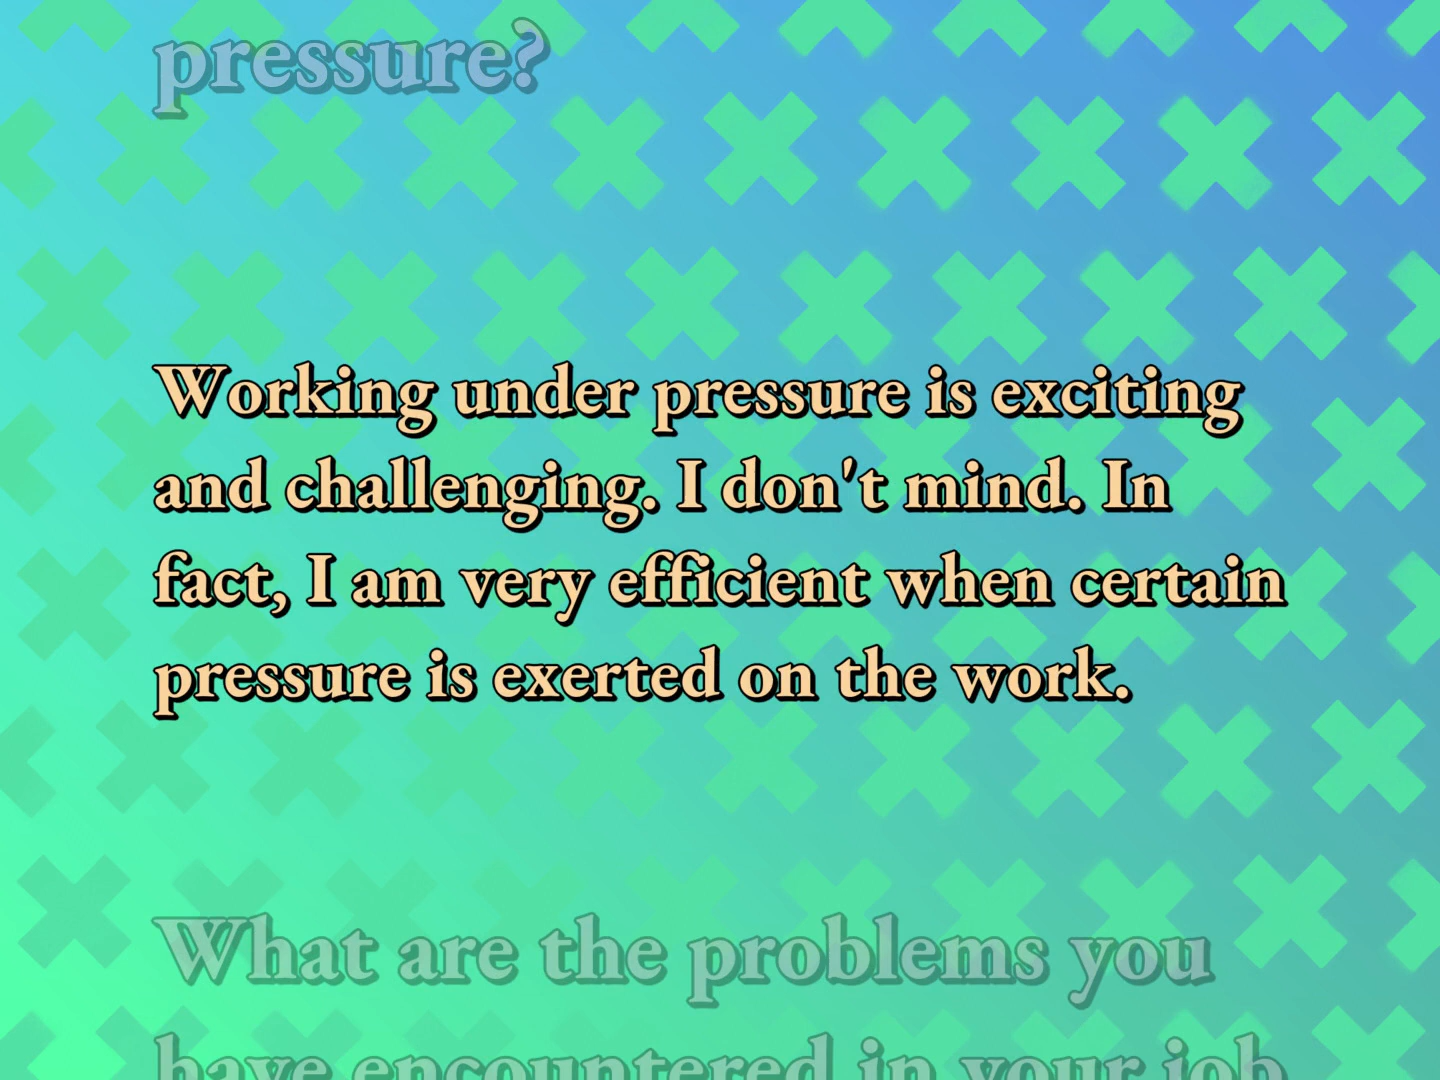 pressure?
Working under pressure is exciting
and challenging. I don't mind. In
fact, I am very efficient when certain
pressure is exerted on the work.
What are the problems you
have encountered in your job